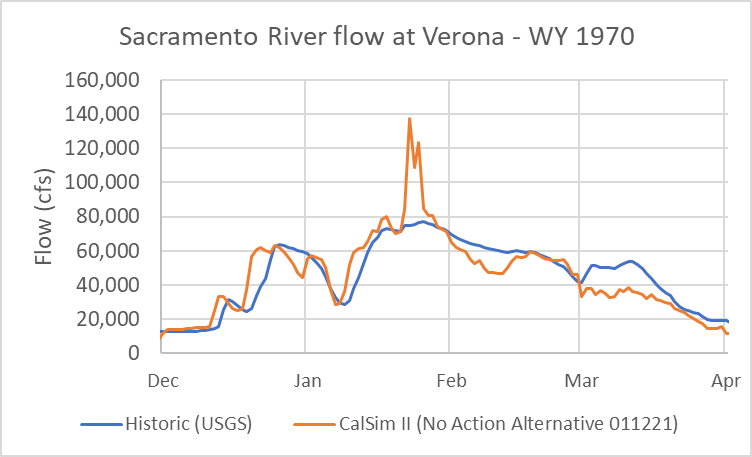 Sacramento River flow at Verona - WY 1970
Flow (cfs)
160,000
140,000
120,000
100,000
80,000
60,000
40,000
20,000
0
Dec Jan Feb Mar Apr
Historic (USGS) CalSim II (No Action Alternative 011221)